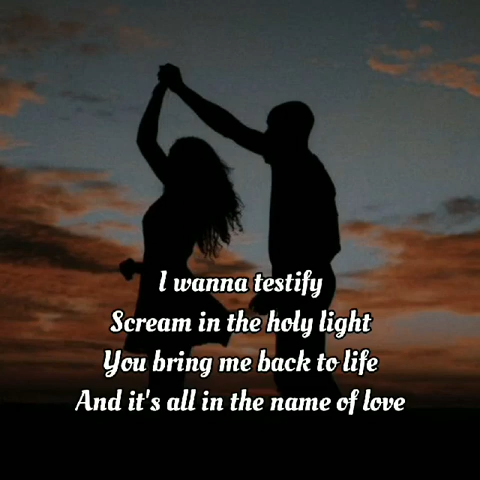 I wanna testify
Scream in the holy light
You bring me back to life
And it's all in the name of love